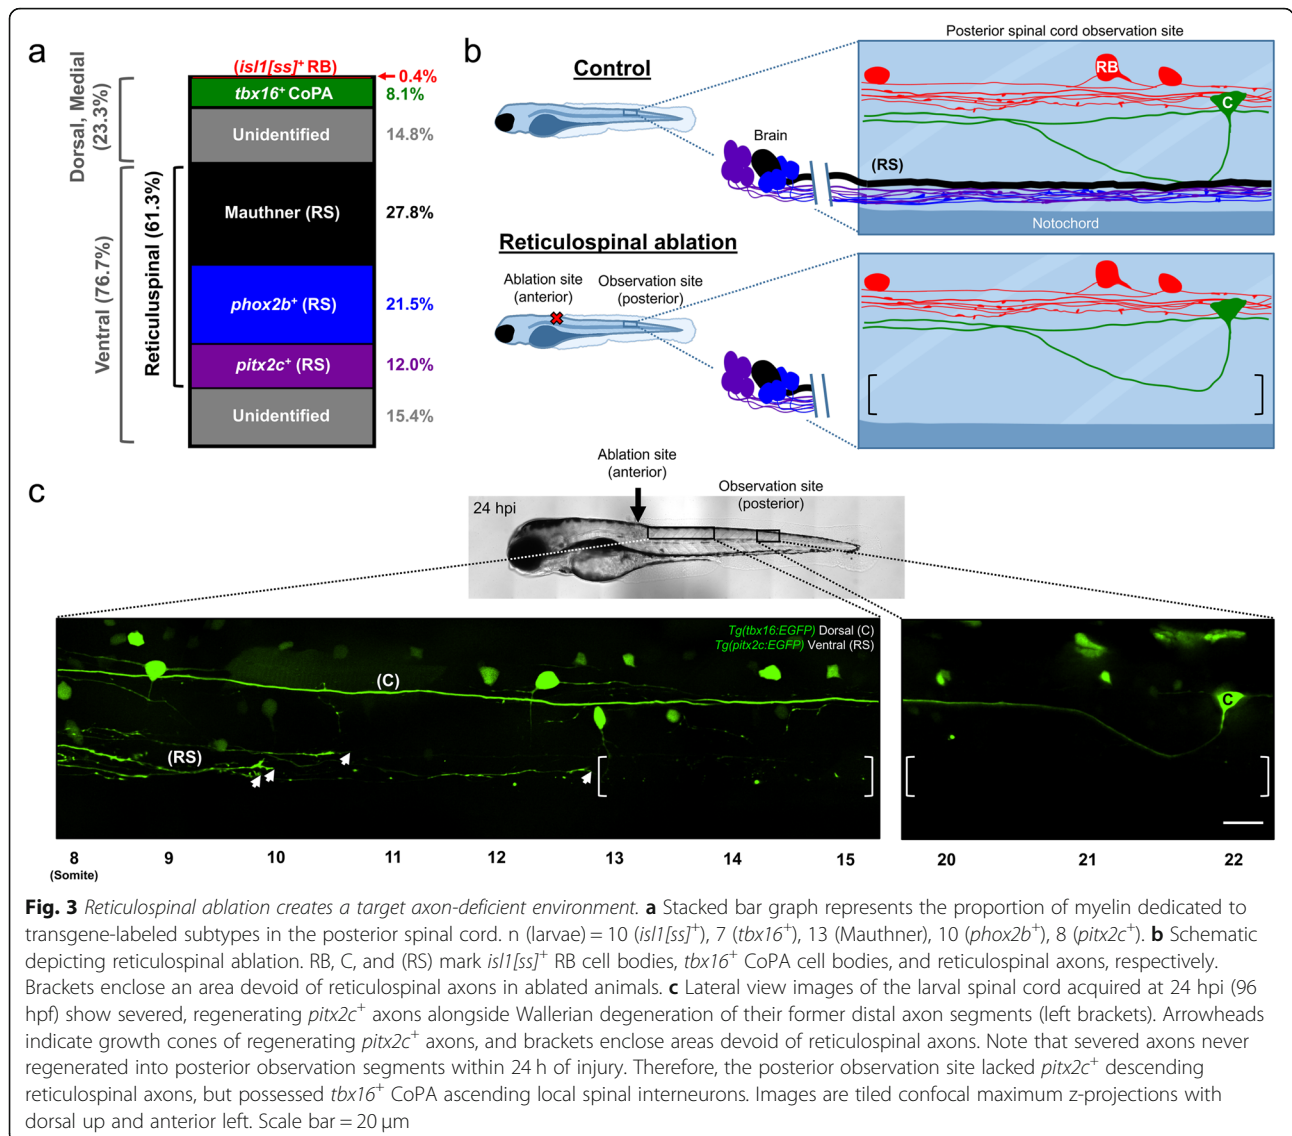 a
Dorsal, Medial
(23.3%)
Ventral (76.7%)
Reticuluspinal (61.3%)
(isl1[ss]+ RB)
0.4%
tbx16+ CoPA
8.1%
Unidentified
14.8%
Mauthner (RS)
27.8%
phox2b+ (RS)
21.5%
pitx2c+ (RS)
12.0%
Unidentified
15.4%
b
Control
Posterior spinal cord observation site
RB
C
Brain
(RS)
Notochord
Reticulospinal ablation
Ablation site
(anterior)
Observation site
(posterior)
c
Ablation site
(anterior)
24 hpi
Observation site
(posterior)
Tg(tbx16:EGFP) Dorsal (C)
Tg(pitx2c:EGFP) Ventral (RS)
(C)
(RS)
C
8 9 10 11 12 13 14 15 20 21 22
(Somite)
Fig. 3 Reticulospinal ablation creates a target axon-deficient environment. a Stacked bar graph represents the proportion of myelin dedicated to
transgene-labeled subtypes in the posterior spinal cord. n (larvae) = 10 (isl1[ss]+), 7 (tbx16+), 13 (Mauthner), 10 (phox2b+), 8 (pitx2c+). b Schematic
depicting reticulospinal ablation. RB, C, and (RS) mark isl1[ss]+ RB cell bodies, tbx16+ CoPA cell bodies, and reticulospinal axons, respectively.
Brackets enclose an area devoid of reticulospinal axons in ablated animals. c Lateral view images of the larval spinal cord acquired at 24 hpi (96
hpf) show severed, regenerating pitx2c+ axons alongside Wallerian degeneration of their former distal axon segments (left brackets). Arrowheads
indicate growth cones of regenerating pitx2c+ axons, and brackets enclose areas devoid of reticulospinal axons. Note that severed axons never
regenerated into posterior observation segments within 24 h of injury. Therefore, the posterior observation site lacked pitx2c+ descending
reticulospinal axons, but possessed tbx16+ CoPA ascending local spinal interneurons. Images are tiled confocal maximum z-projections with
dorsal up and anterior left. Scale bar = 20 μm